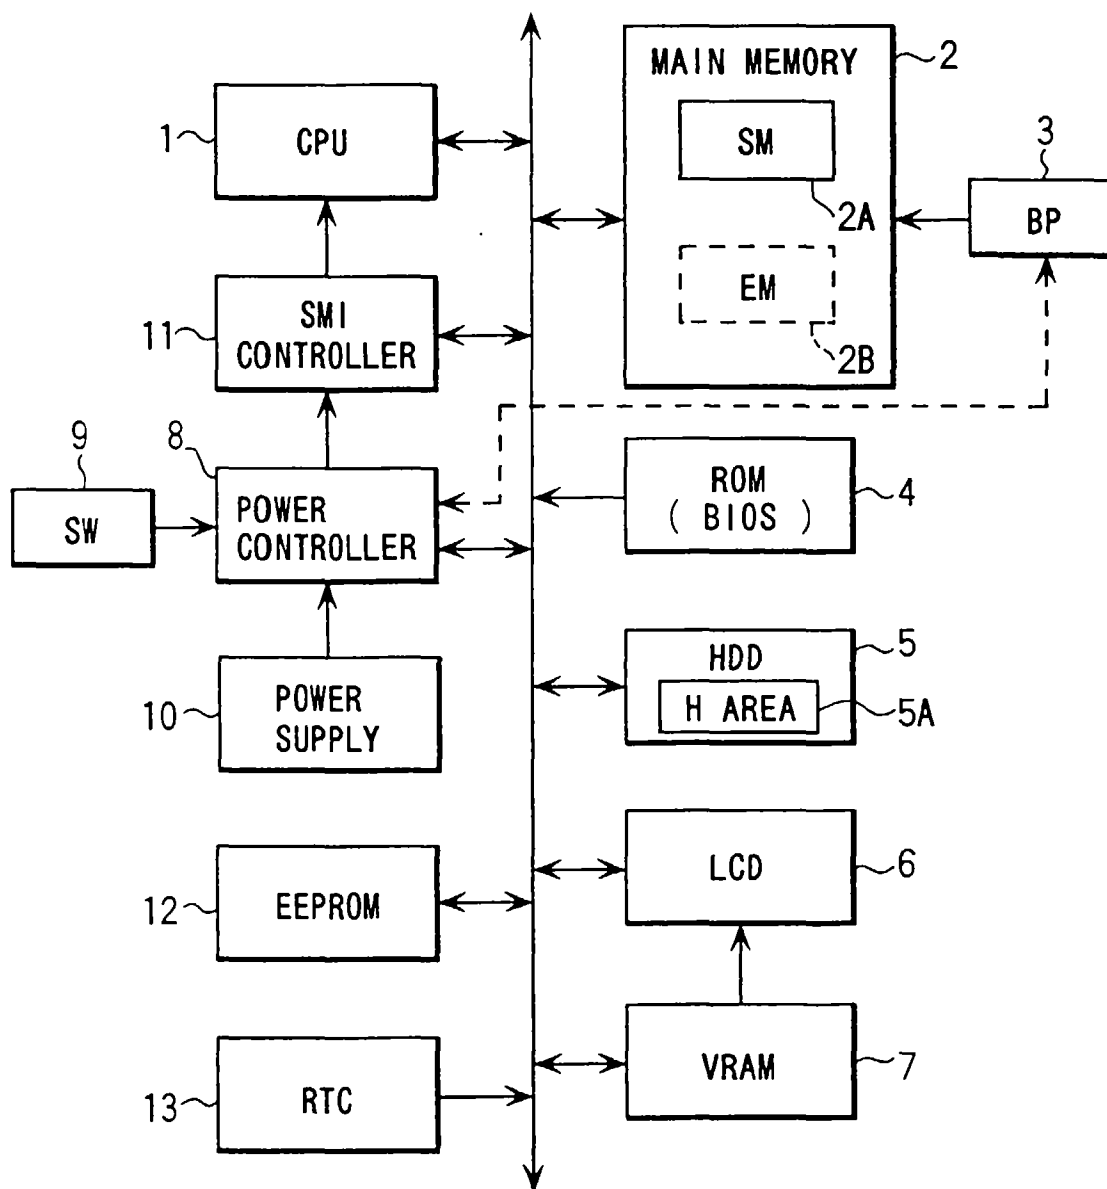 MAIN MEMORY
2
1
CPU
SM
2A
3
BP
EM
2B
11
SMI
CONTROLLER
9
SW
8
POWER
CONTROLLER
ROM
( BIOS )
4
10
POWER
SUPPLY
HDD
5
H AREA
5A
12
EEPROM
LCD
6
13
RTC
VRAM
7